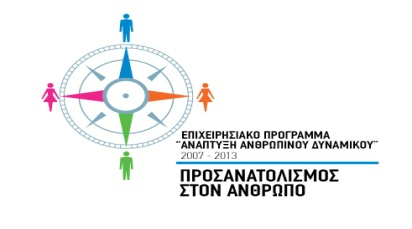 ΕΠΙΧΕΙΡΗΣΙΑΚΟ ΠΡΟΓΡΑΜΜΑ
"ΑΝΑΠΤΥΞΗ ΑΝΘΡΩΠΙΝΟΥ ΔΥΝΑΜΙΚΟΥ"
2007 - 2013
ΠΡΟΣΑΝΑΤΟΛΙΣΜΟΣ
ΣΤΟΝ ΑΝΘΡΩΠΟ